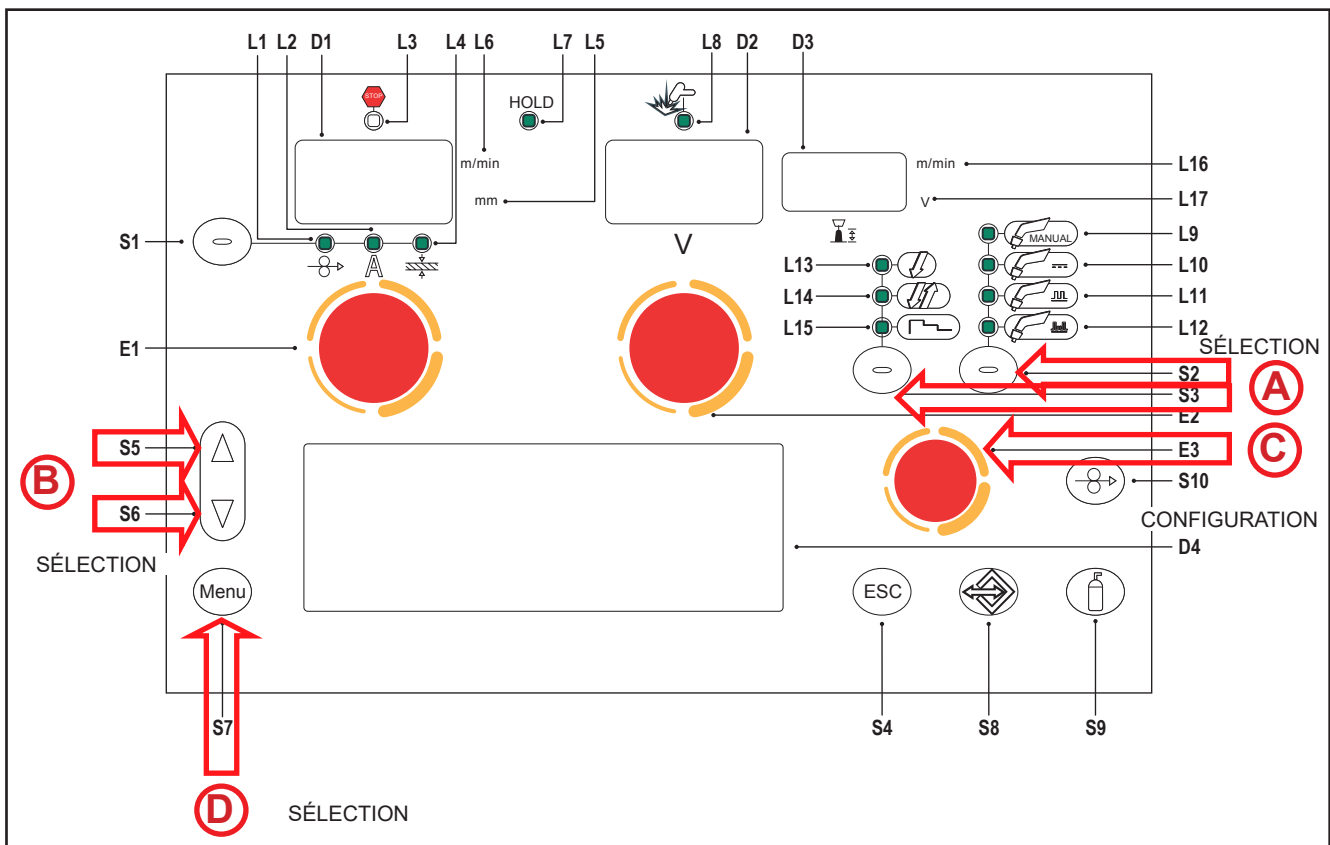 L1 L2 D1 L3 L4 L6 L7 L5 L8 D2 D3
STOP
HOLD
m/min
m/min
L16
mm
V
L17
S1
A
V
MANUAL
L9
L13
L10
L14
L11
L15
L12
SÉLECTION
E1
S2
A
S3
E2
S5
E3
C
B
S10
S6
CONFIGURATION
SÉLECTION
D4
Menu
ESC
S7
S4
S8
S9
D
SÉLECTION